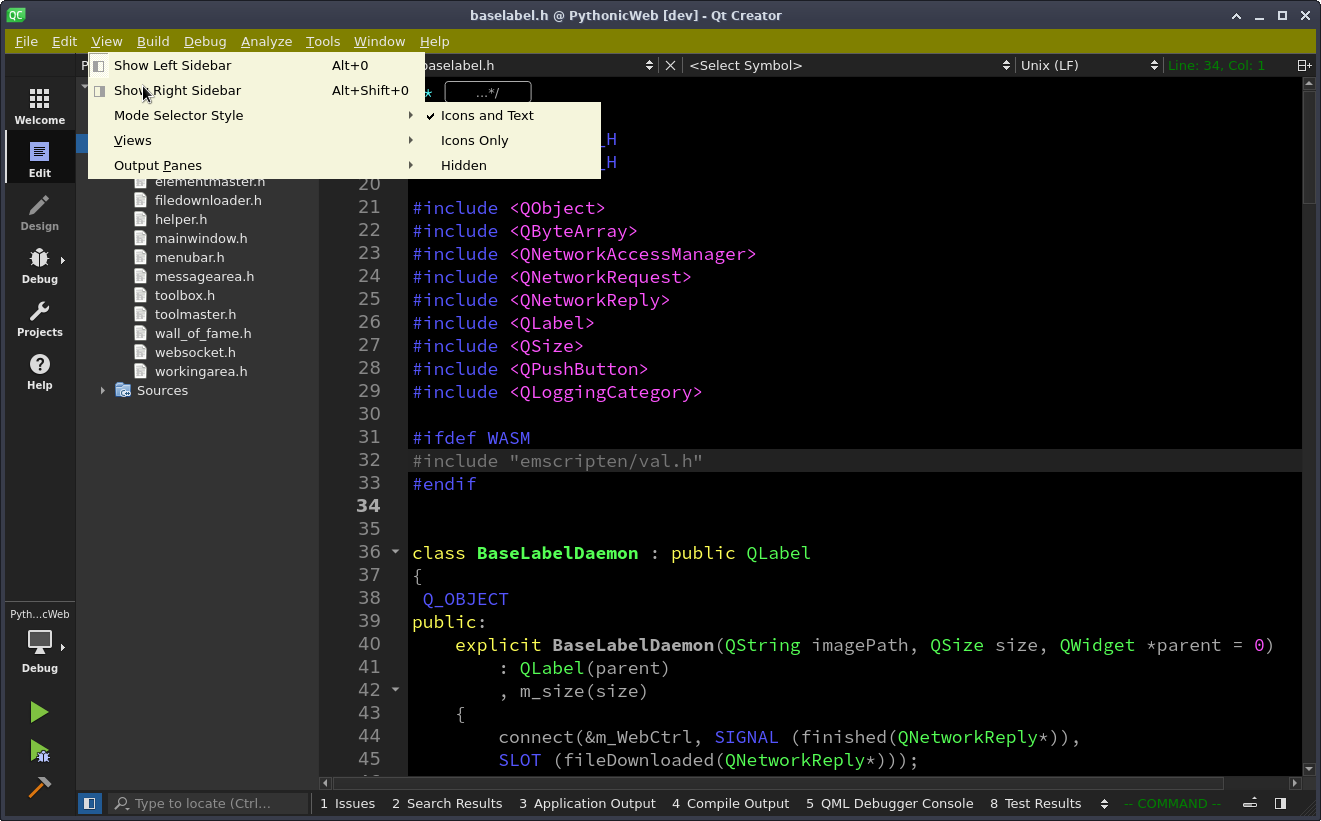 QC baselabel.h @ PythonicWeb [dev] - Qt Creator
File Edit View Build Debug Analyze Tools Window Help
P baselabel.h <Select Symbol> Unix (LF) Line: 34, Col: 1
Show Left Sidebar Alt+0
Show Right Sidebar Alt+Shift+0
Mode Selector Style
Views
Output Panes
Icons and Text
Icons Only
Hidden
Welcome
Edit
Design
Debug
Projects
Help
elementmaster.h
filedownloader.h
helper.h
mainwindow.h
menubar.h
messagearea.h
toolbox.h
toolmaster.h
wall_of_fame.h
websocket.h
workingarea.h
Sources
* ...*/
_H
_H
20
21 #include <QObject>
22 #include <QByteArray>
23 #include <QNetworkAccessManager>
24 #include <QNetworkRequest>
25 #include <QNetworkReply>
26 #include <QLabel>
27 #include <QSize>
28 #include <QPushButton>
29 #include <QLoggingCategory>
30
31 #ifdef WASM
32 #include "emscripten/val.h"
33 #endif
34
35
36 class BaseLabelDaemon : public QLabel
37 {
38 Q_OBJECT
39 public:
40 explicit BaseLabelDaemon(QString imagePath, QSize size, QWidget *parent = 0)
41 : QLabel(parent)
42 , m_size(size)
43 {
44 connect(&m_WebCtrl, SIGNAL (finished(QNetworkReply*)),
45 SLOT (fileDownloaded(QNetworkReply*)));
Pyth...cWeb
Debug
Type to locate (Ctrl... 1 Issues 2 Search Results 3 Application Output 4 Compile Output 5 QML Debugger Console 8 Test Results -- COMMAND --